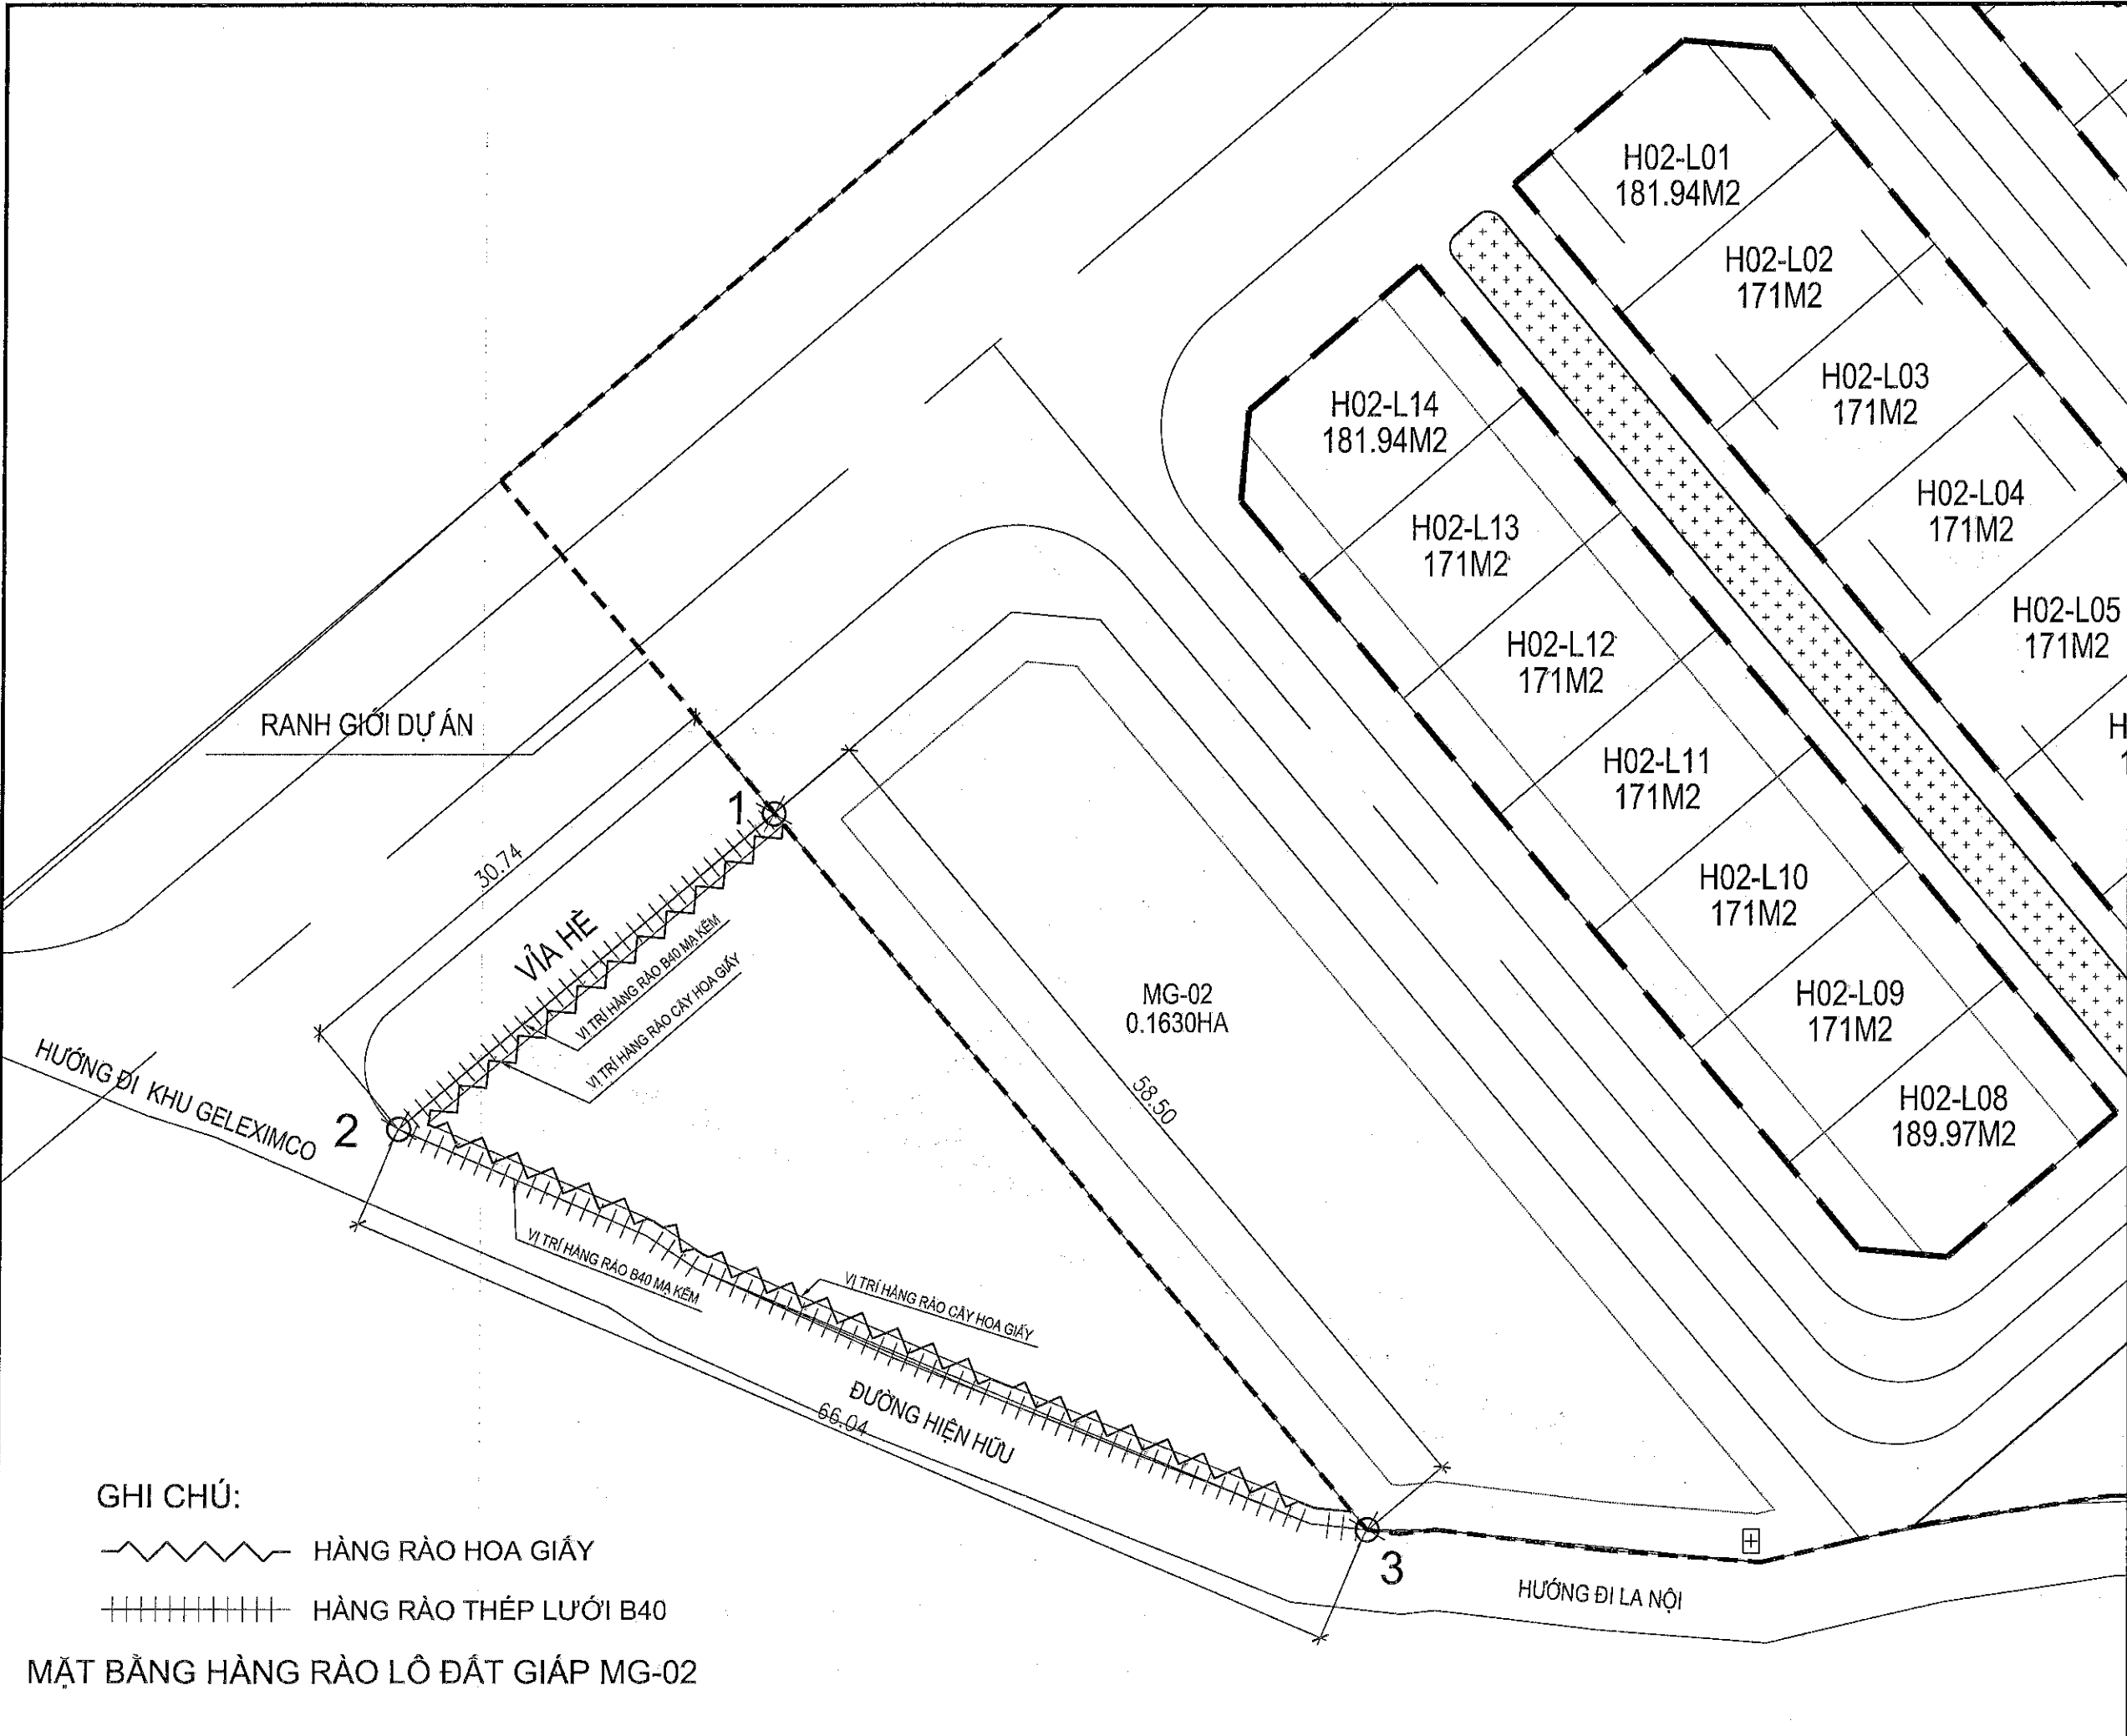 H02-L01
181.94M2
H02-L02
171M2
H02-L03
171M2
H02-L04
171M2
H02-L05
171M2
H
H02-L14
181.94M2
H02-L13
171M2
H02-L12
171M2
H02-L11
171M2
H02-L10
171M2
H02-L09
171M2
H02-L08
189.97M2
RANH GIỚI DỰ ÁN
1
30.74
VỈA HÈ
VỊ TRÍ HÀNG RÀO B40 MẠ KẼM
VỊ TRÍ HÀNG RÀO CÂY HOA GIẤY
MG-02
0.1630HA
58.50
HƯỚNG ĐI KHU GELEXIMCO
2
VỊ TRÍ HÀNG RÀO B40 MẠ KẼM
VỊ TRÍ HÀNG RÀO CÂY HOA GIẤY
ĐƯỜNG HIỆN HỮU
66.04
3
HƯỚNG ĐI LA NỘI
GHI CHÚ:
HÀNG RÀO HOA GIẤY
HÀNG RÀO THÉP LƯỚI B40
MẶT BẰNG HÀNG RÀO LÔ ĐẤT GIÁP MG-02